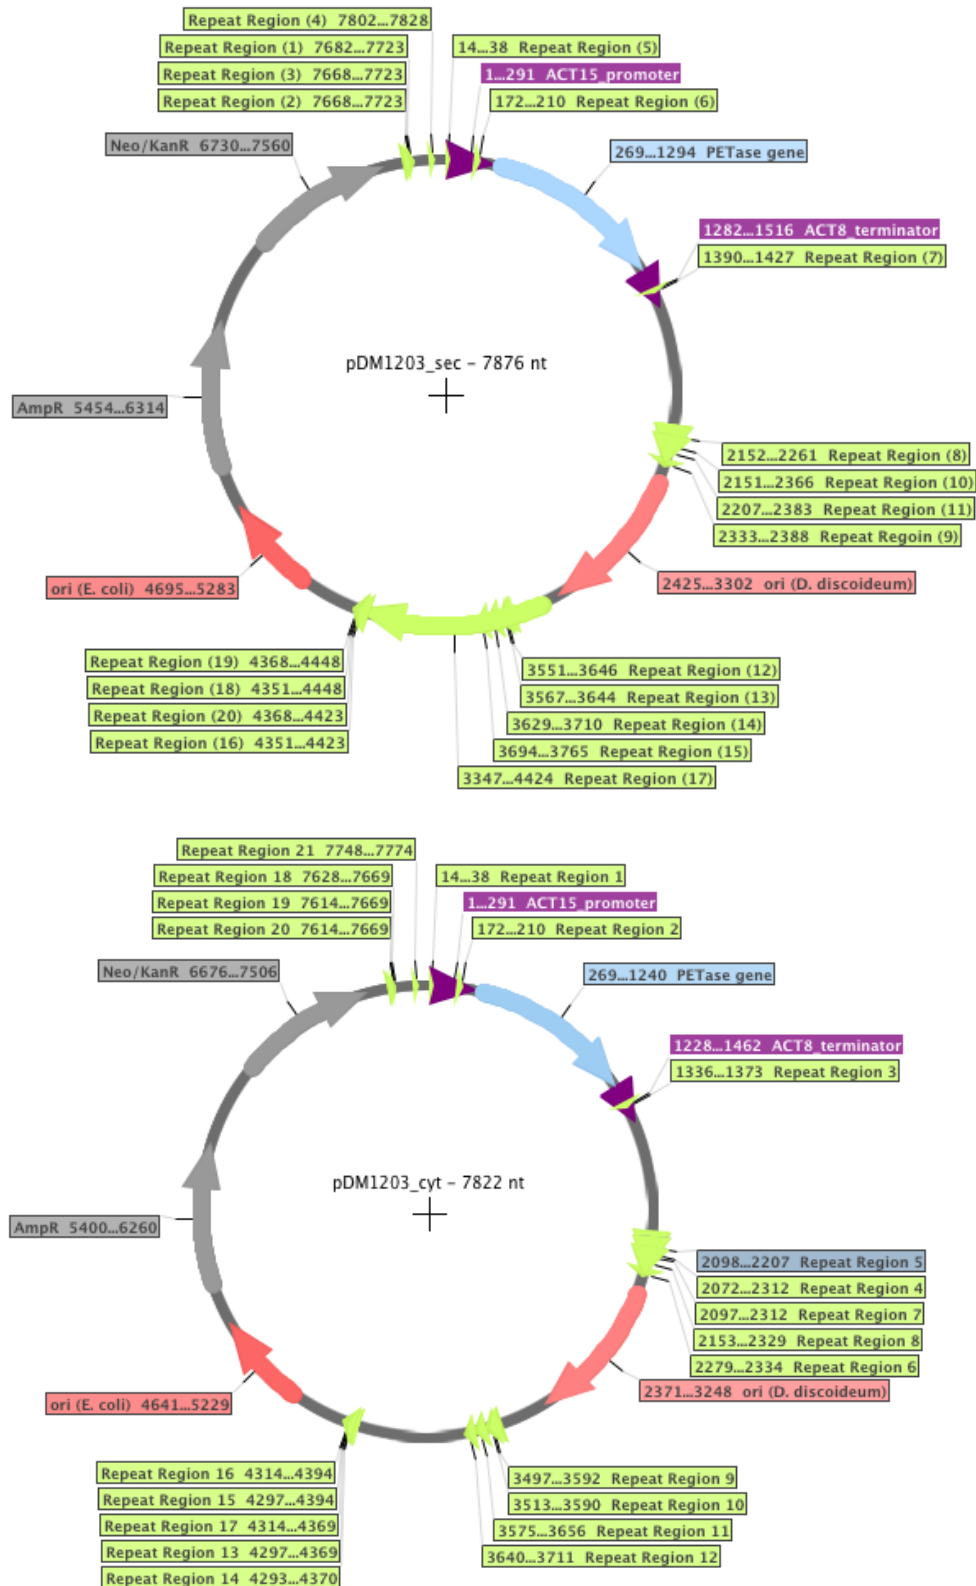 Repeat Region (4) 7802...7828
Repeat Region (1) 7682...7723
14...38 Repeat Region (5)
Repeat Region (3) 7668...7723
1...291 ACT15_promoter
Repeat Region (2) 7668...7723
172...210 Repeat Region (6)
Neo/KanR 6730...7560
269...1294 PETase gene
1282...1516 ACT8_terminator
1390...1427 Repeat Region (7)
pDM1203_sec - 7876 nt
AmpR 5454...6314
2152...2261 Repeat Region (8)
2151...2366 Repeat Region (10)
2207...2383 Repeat Region (11)
2333...2388 Repeat Regoin (9)
ori (E. coli) 4695...5283
2425...3302 ori (D. discoideum)
Repeat Region (19) 4368...4448
3551...3646 Repeat Region (12)
Repeat Region (18) 4351...4448
3567...3644 Repeat Region (13)
Repeat Region (20) 4368...4423
3629...3710 Repeat Region (14)
Repeat Region (16) 4351...4423
3694...3765 Repeat Region (15)
3347...4424 Repeat Region (17)
Repeat Region 21 7748...7774
Repeat Region 18 7628...7669
14...38 Repeat Region 1
Repeat Region 19 7614...7669
1...291 ACT15_promoter
Repeat Region 20 7614...7669
172...210 Repeat Region 2
Neo/KanR 6676...7506
269...1240 PETase gene
1228...1462 ACT8_terminator
1336...1373 Repeat Region 3
pDM1203_cyt - 7822 nt
AmpR 5400...6260
2098...2207 Repeat Region 5
2072...2312 Repeat Region 4
2097...2312 Repeat Region 7
2153...2329 Repeat Region 8
2279...2334 Repeat Region 6
ori (E. coli) 4641...5229
2371...3248 ori (D. discoideum)
Repeat Region 16 4314...4394
3497...3592 Repeat Region 9
Repeat Region 15 4297...4394
3513...3590 Repeat Region 10
Repeat Region 17 4314...4369
3575...3656 Repeat Region 11
Repeat Region 13 4297...4369
3640...3711 Repeat Region 12
Repeat Region 14 4293...4370